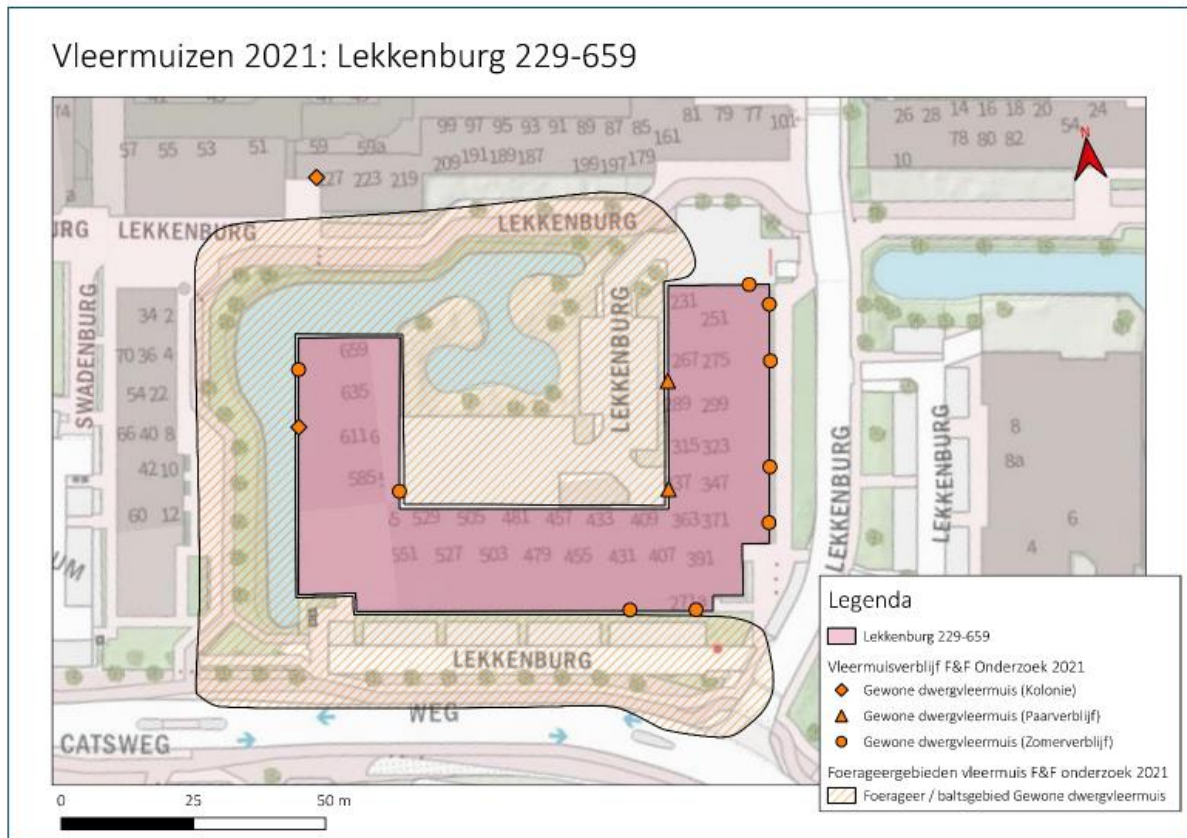 Vleermuizen 2021: Lekkenburg 229-659
99 97 95 93 91 89 87 85
81 79 77
101
161
26 28 14 16 18 20 24
54
78 80 82
10
57 55 53 51 59 59a
209 191 189 187 199 197 179
227 223 219
N
LEKKENBURG
LEKKENBURG
SWADENBURG
34 2
70 36 4
54 22
66 40 8
42 10
60 12
659
635
611
585
LEKKENBURG
231
251
267 275
289 299
315 323
347
529 505 481 457 433 409 363 371
551 527 503 479 455 431 407 391
271
LEKKENBURG
LEKKENBURG
8
8a
6
4
LEKKENBURG
WEG
CATSWEG
Legenda
Lekkenburg 229-659
Vleermuisverblijf F&F Onderzoek 2021
Gewone dwergvleermuis (Kolonie)
Gewone dwergvleermuis (Paarverblijf)
Gewone dwergvleermuis (Zomerverblijf)
Foerageergebieden vleermuis F&F onderzoek 2021
Foerageer / baltsgebied Gewone dwergvleermuis
0 25 50 m